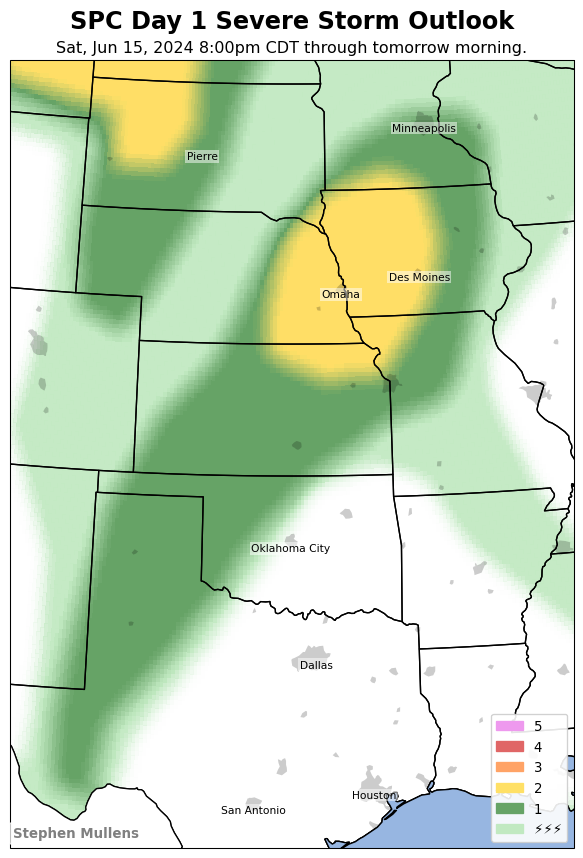 SPC Day 1 Severe Storm Outlook
Sat, Jun 15, 2024 8:00pm CDT through tomorrow morning.
Minneapolis
Pierre
Des Moines
Omaha
Oklahoma City
Dallas
Houston
San Antonio
5
4
3
2
1
⚡⚡⚡
Stephen Mullens